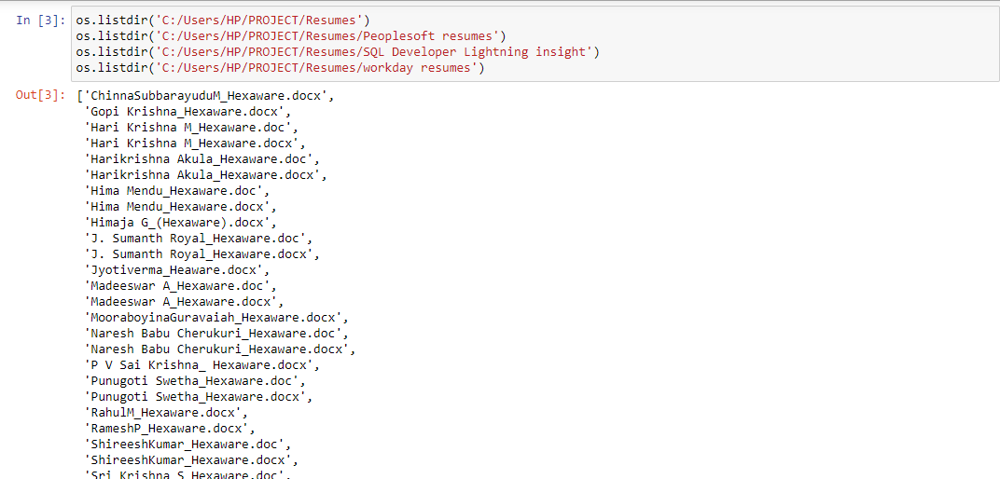 In [3]: os.listdir('C:/Users/HP/PROJECT/Resumes')
os.listdir('C:/Users/HP/PROJECT/Resumes/Peoplesoft resumes')
os.listdir('C:/Users/HP/PROJECT/Resumes/SQL Developer Lightning insight')
os.listdir('C:/Users/HP/PROJECT/Resumes/workday resumes')
Out[3]: ['ChinnaSubbarayuduM_Hexaware.docx',
'Gopi Krishna_Hexaware.docx',
'Hari Krishna M_Hexaware.doc',
'Hari Krishna M_Hexaware.docx',
'Harikrishna Akula_Hexaware.doc',
'Harikrishna Akula_Hexaware.docx',
'Hima Mendu_Hexaware.doc',
'Hima Mendu_Hexaware.docx',
'Himaja G_(Hexaware).docx',
'J. Sumanth Royal_Hexaware.doc',
'J. Sumanth Royal_Hexaware.docx',
'Jyotiverma_Heaware.docx',
'Madeeswar A_Hexaware.doc',
'Madeeswar A_Hexaware.docx',
'MooraboyinaGuravaiah_Hexaware.docx',
'Naresh Babu Cherukuri_Hexaware.doc',
'Naresh Babu Cherukuri_Hexaware.docx',
'P V Sai Krishna_ Hexaware.docx',
'Punugoti Swetha_Hexaware.doc',
'Punugoti Swetha_Hexaware.docx',
'RahulM_Hexaware.docx',
'RameshP_Hexaware.docx',
'ShireeshKumar_Hexaware.doc',
'ShireeshKumar_Hexaware.docx',
'Sri Krishna S_Hexaware.doc',